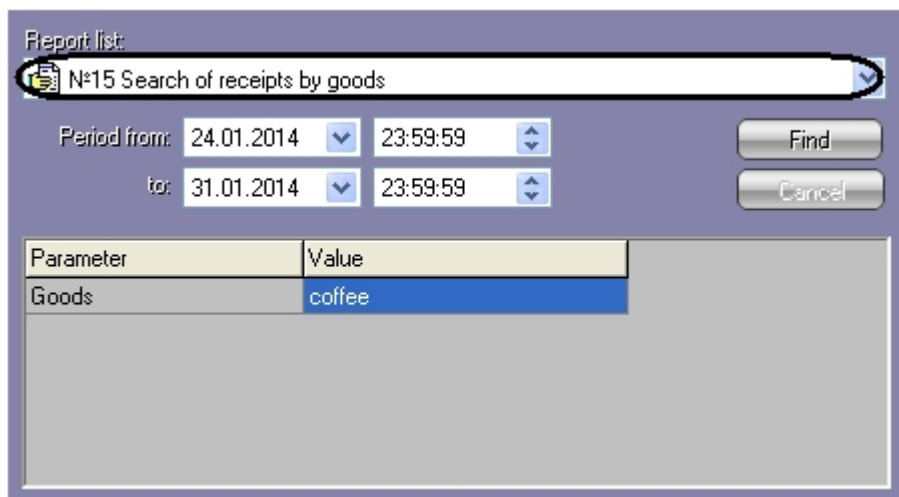 Report list:
Nº15 Search of receipts by goods
Period from: 24.01.2014 23:59:59 Find
to: 31.01.2014 23:59:59 Cancel
Parameter Value
Goods coffee